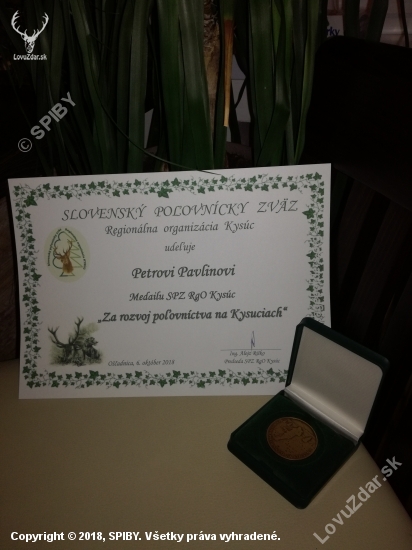 LovuZdar.sk
© SPIBY
SLOVENSKÝ POĽOVNÍCKY ZVÄZ
Regionálna organizácia Kysúc
udeľuje
Petrovi Pavlinovi
Medailu SPZ RgO Kysúc
„Za rozvoj poľovníctva na Kysuciach“
Oščadnica, 6. október 2018
Ing.
predseda SPZ RgO Kysúc
LovuZdar.sk
Copyright © 2018, SPIBY. Všetky práva vyhradené.